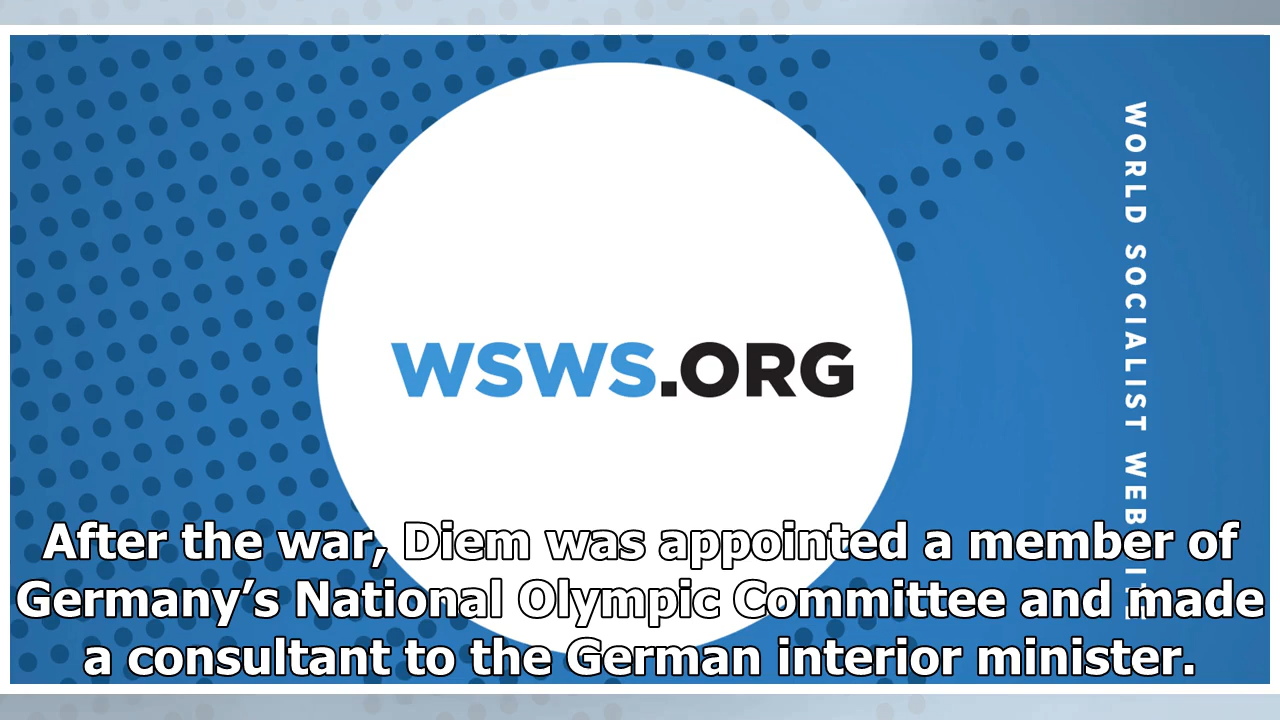 WSWS.ORG
WORLD SOCIALIST WEB SITE
After the war, Diem was appointed a member of
Germany’s National Olympic Committee and made
a consultant to the German interior minister.